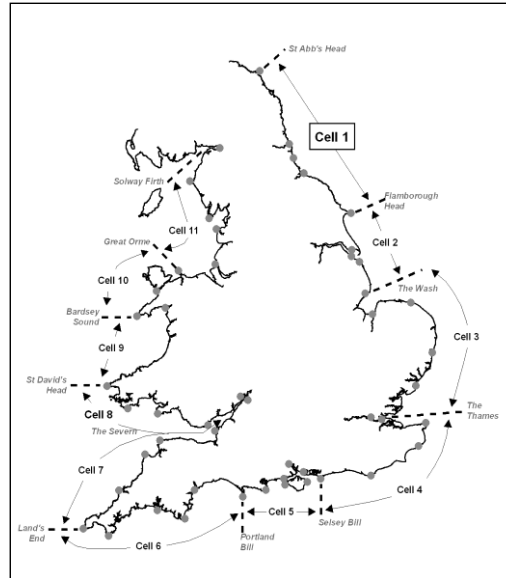 St Abb's Head
Cell 1
Solway Firth
Flamborough
Head
Great Orme
Cell 11
Cell 2
Cell 10
The Wash
Bardsey
Sound
Cell 3
Cell 9
St David's
Head
Cell 8
The Severn
The
Thames
Cell 7
Cell 4
Land's
End
Cell 6
Cell 5
Selsey Bill
Portland
Bill